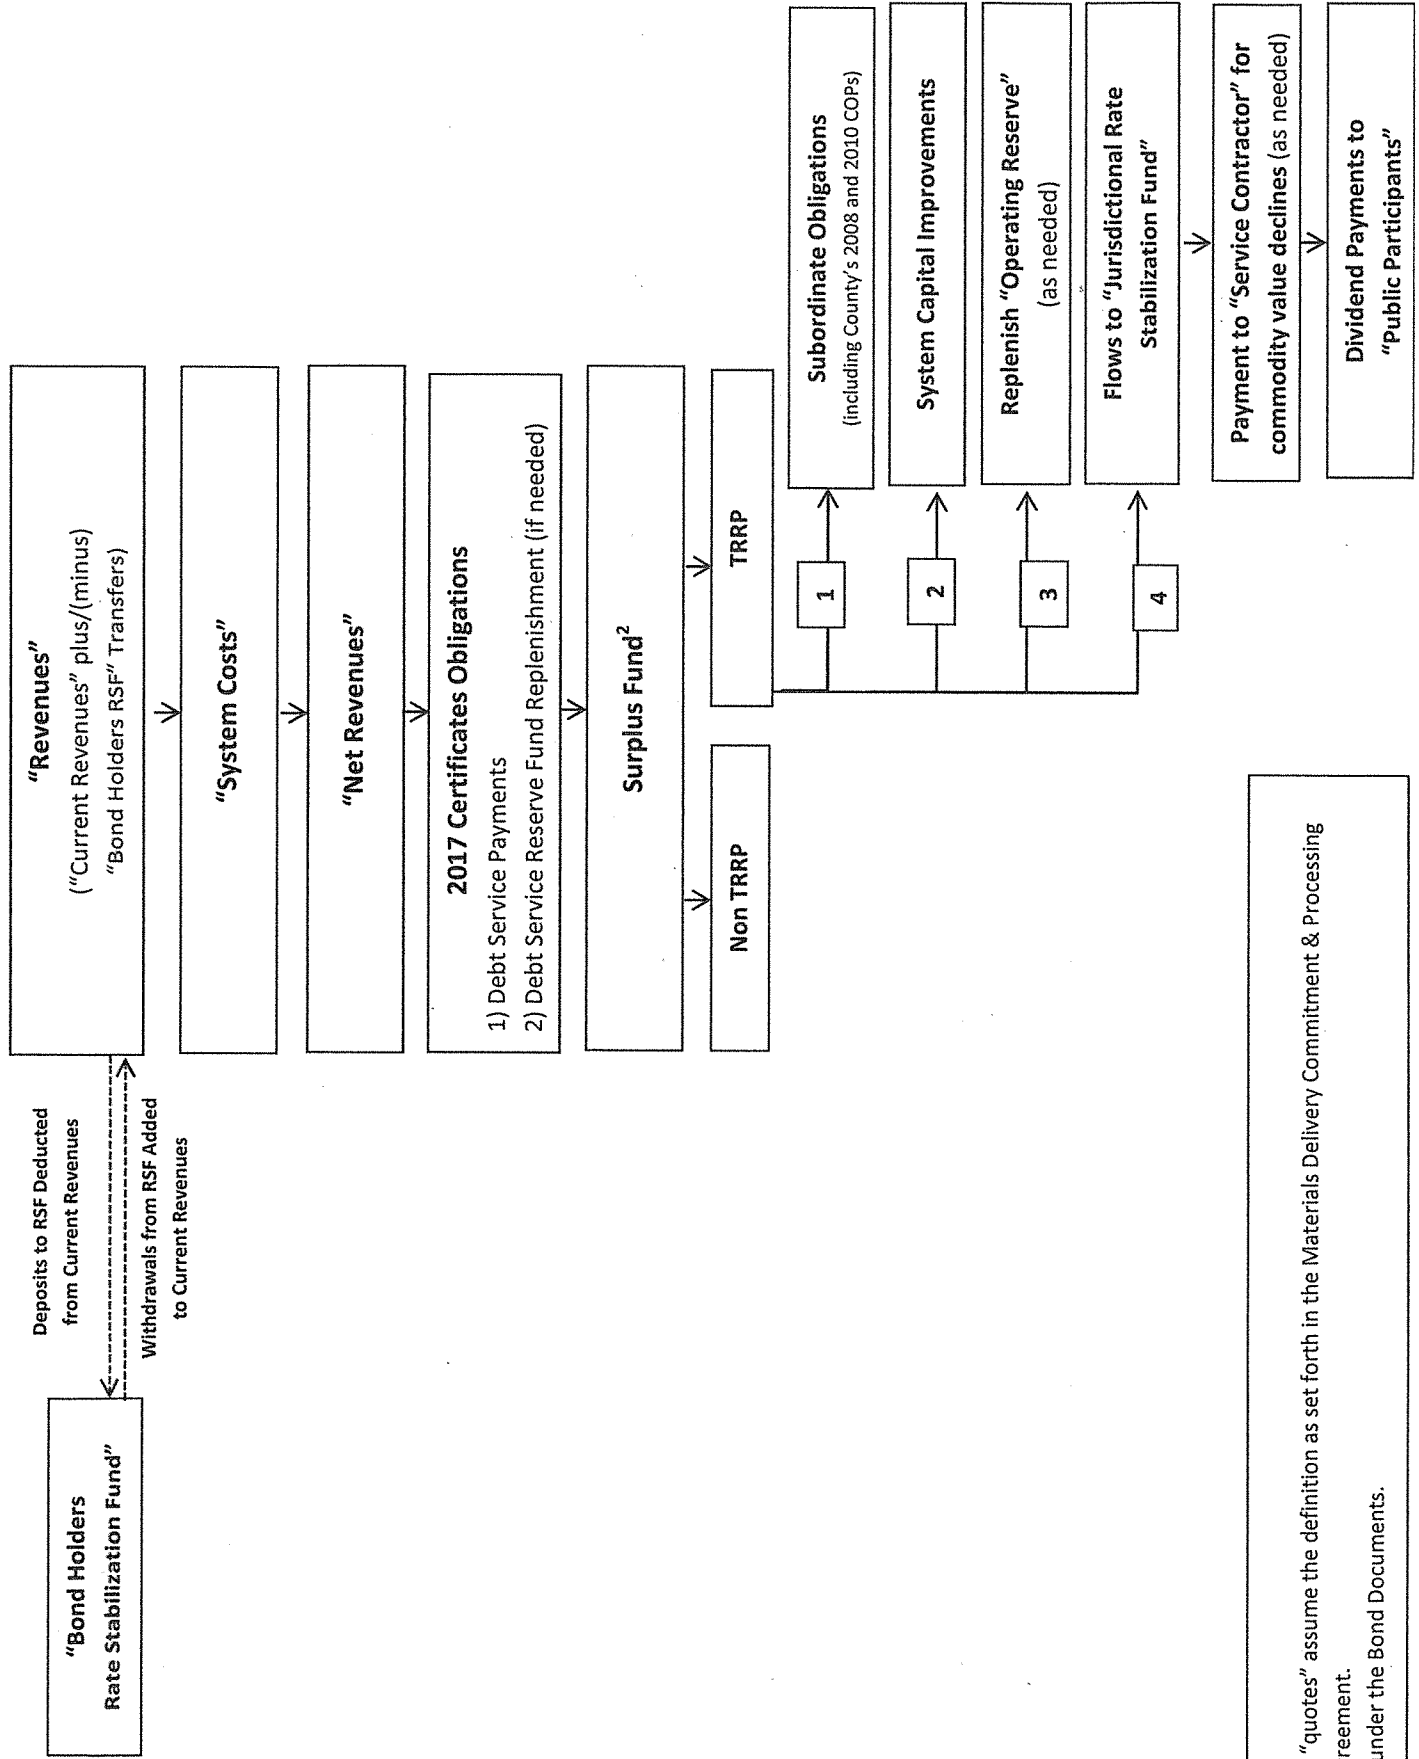 "Bond Holders
Rate Stabilization Fund"
Deposits to RSF Deducted
from Current Revenues
Withdrawals from RSF Added
to Current Revenues
"Revenues"
("Current Revenues" plus/(minus)
"Bond Holders RSF" Transfers)
"System Costs"
"Net Revenues"
2017 Certificates Obligations
1) Debt Service Payments
2) Debt Service Reserve Fund Replenishment (if needed)
Surplus Fund²
Non TRRP
TRRP
1
Subordinate Obligations
(including County's 2008 and 2010 COPs)
2
System Capital Improvements
3
Replenish "Operating Reserve"
(as needed)
4
Flows to "Jurisdictional Rate
Stabilization Fund"
Payment to "Service Contractor" for
commodity value declines (as needed)
Dividend Payments to
"Public Participants"
"quotes" assume the definition as set forth in the Materials Delivery Commitment & Processing
reement.
under the Bond Documents.